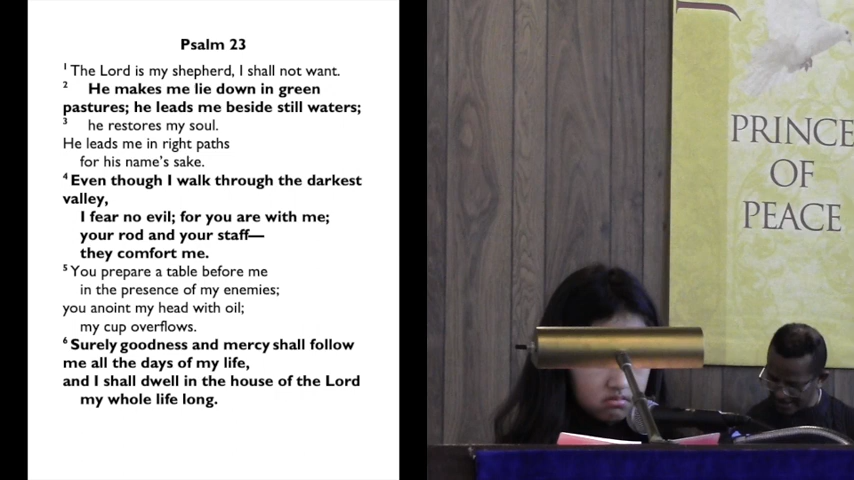 Psalm 23
1 The Lord is my shepherd, I shall not want.
2 He makes me lie down in green
pastures; he leads me beside still waters;
3 he restores my soul.
He leads me in right paths
for his name's sake.
4 Even though I walk through the darkest
valley,
I fear no evil; for you are with me;
your rod and your staff—
they comfort me.
5 You prepare a table before me
in the presence of my enemies;
you anoint my head with oil;
my cup overflows.
6 Surely goodness and mercy shall follow
me all the days of my life,
and I shall dwell in the house of the Lord
my whole life long.
PRINCE
OF
PEACE